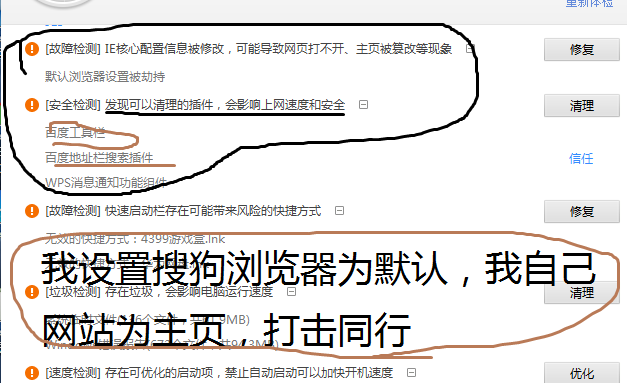 重新体检
[故障检测] IE核心配置信息被修改，可能导致网页打不开、主页被篡改等现象
修复
默认浏览器设置被劫持
[安全检测] 发现可以清理的插件，会影响上网速度和安全
清理
百度工具栏
百度地址栏搜索插件
信任
WPS消息通知功能组件
[故障检测] 快速启动栏存在可能带来风险的快捷方式
修复
无效的快捷方式：4399游戏盒.lnk
我设置搜狗浏览器为默认，我自己
[垃圾检测] 存在垃圾，会影响电脑运行速度
清理
网站为主页，打击同行
[速度检测] 存在可优化的启动项，禁止自动启动可以加快开机速度
优化